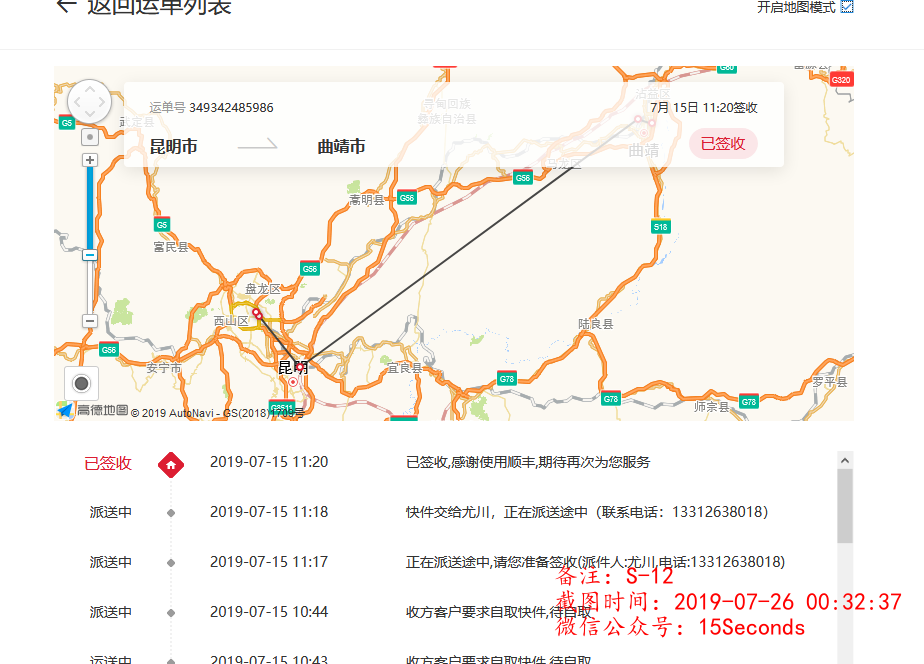 返回运单列表
开启地图模式
G320
沾益区
寻甸回族
彝族自治县
运单号 349342485986
7月 15日 11:20签收
G5
武定县
昆明市
曲靖市
已签收
曲靖
马龙区
G56
嵩明县
G56
G5
S18
富民县
G56
盘龙区
西山区
陆良县
G56
安宁市
昆明
宜良县
G78
罗平县
G78
师宗县
G78
高德地图 © 2019 AutoNavi - GS(2018)1709号
已签收
2019-07-15 11:20
已签收,感谢使用顺丰,期待再次为您服务
派送中
2019-07-15 11:18
快件交给尤川，正在派送途中（联系电话：13312638018）
派送中
2019-07-15 11:17
正在派送途中,请您准备签收(派件人:尤川,电话:13312638018)
备注: S-12
截图时间: 2019-07-26 00:32:37
派送中
2019-07-15 10:44
收方客户要求自取快件,待自取
微信公众号: 15Seconds
运送中
2019-07-15 10:43
收方客户要求自取快件,待自取